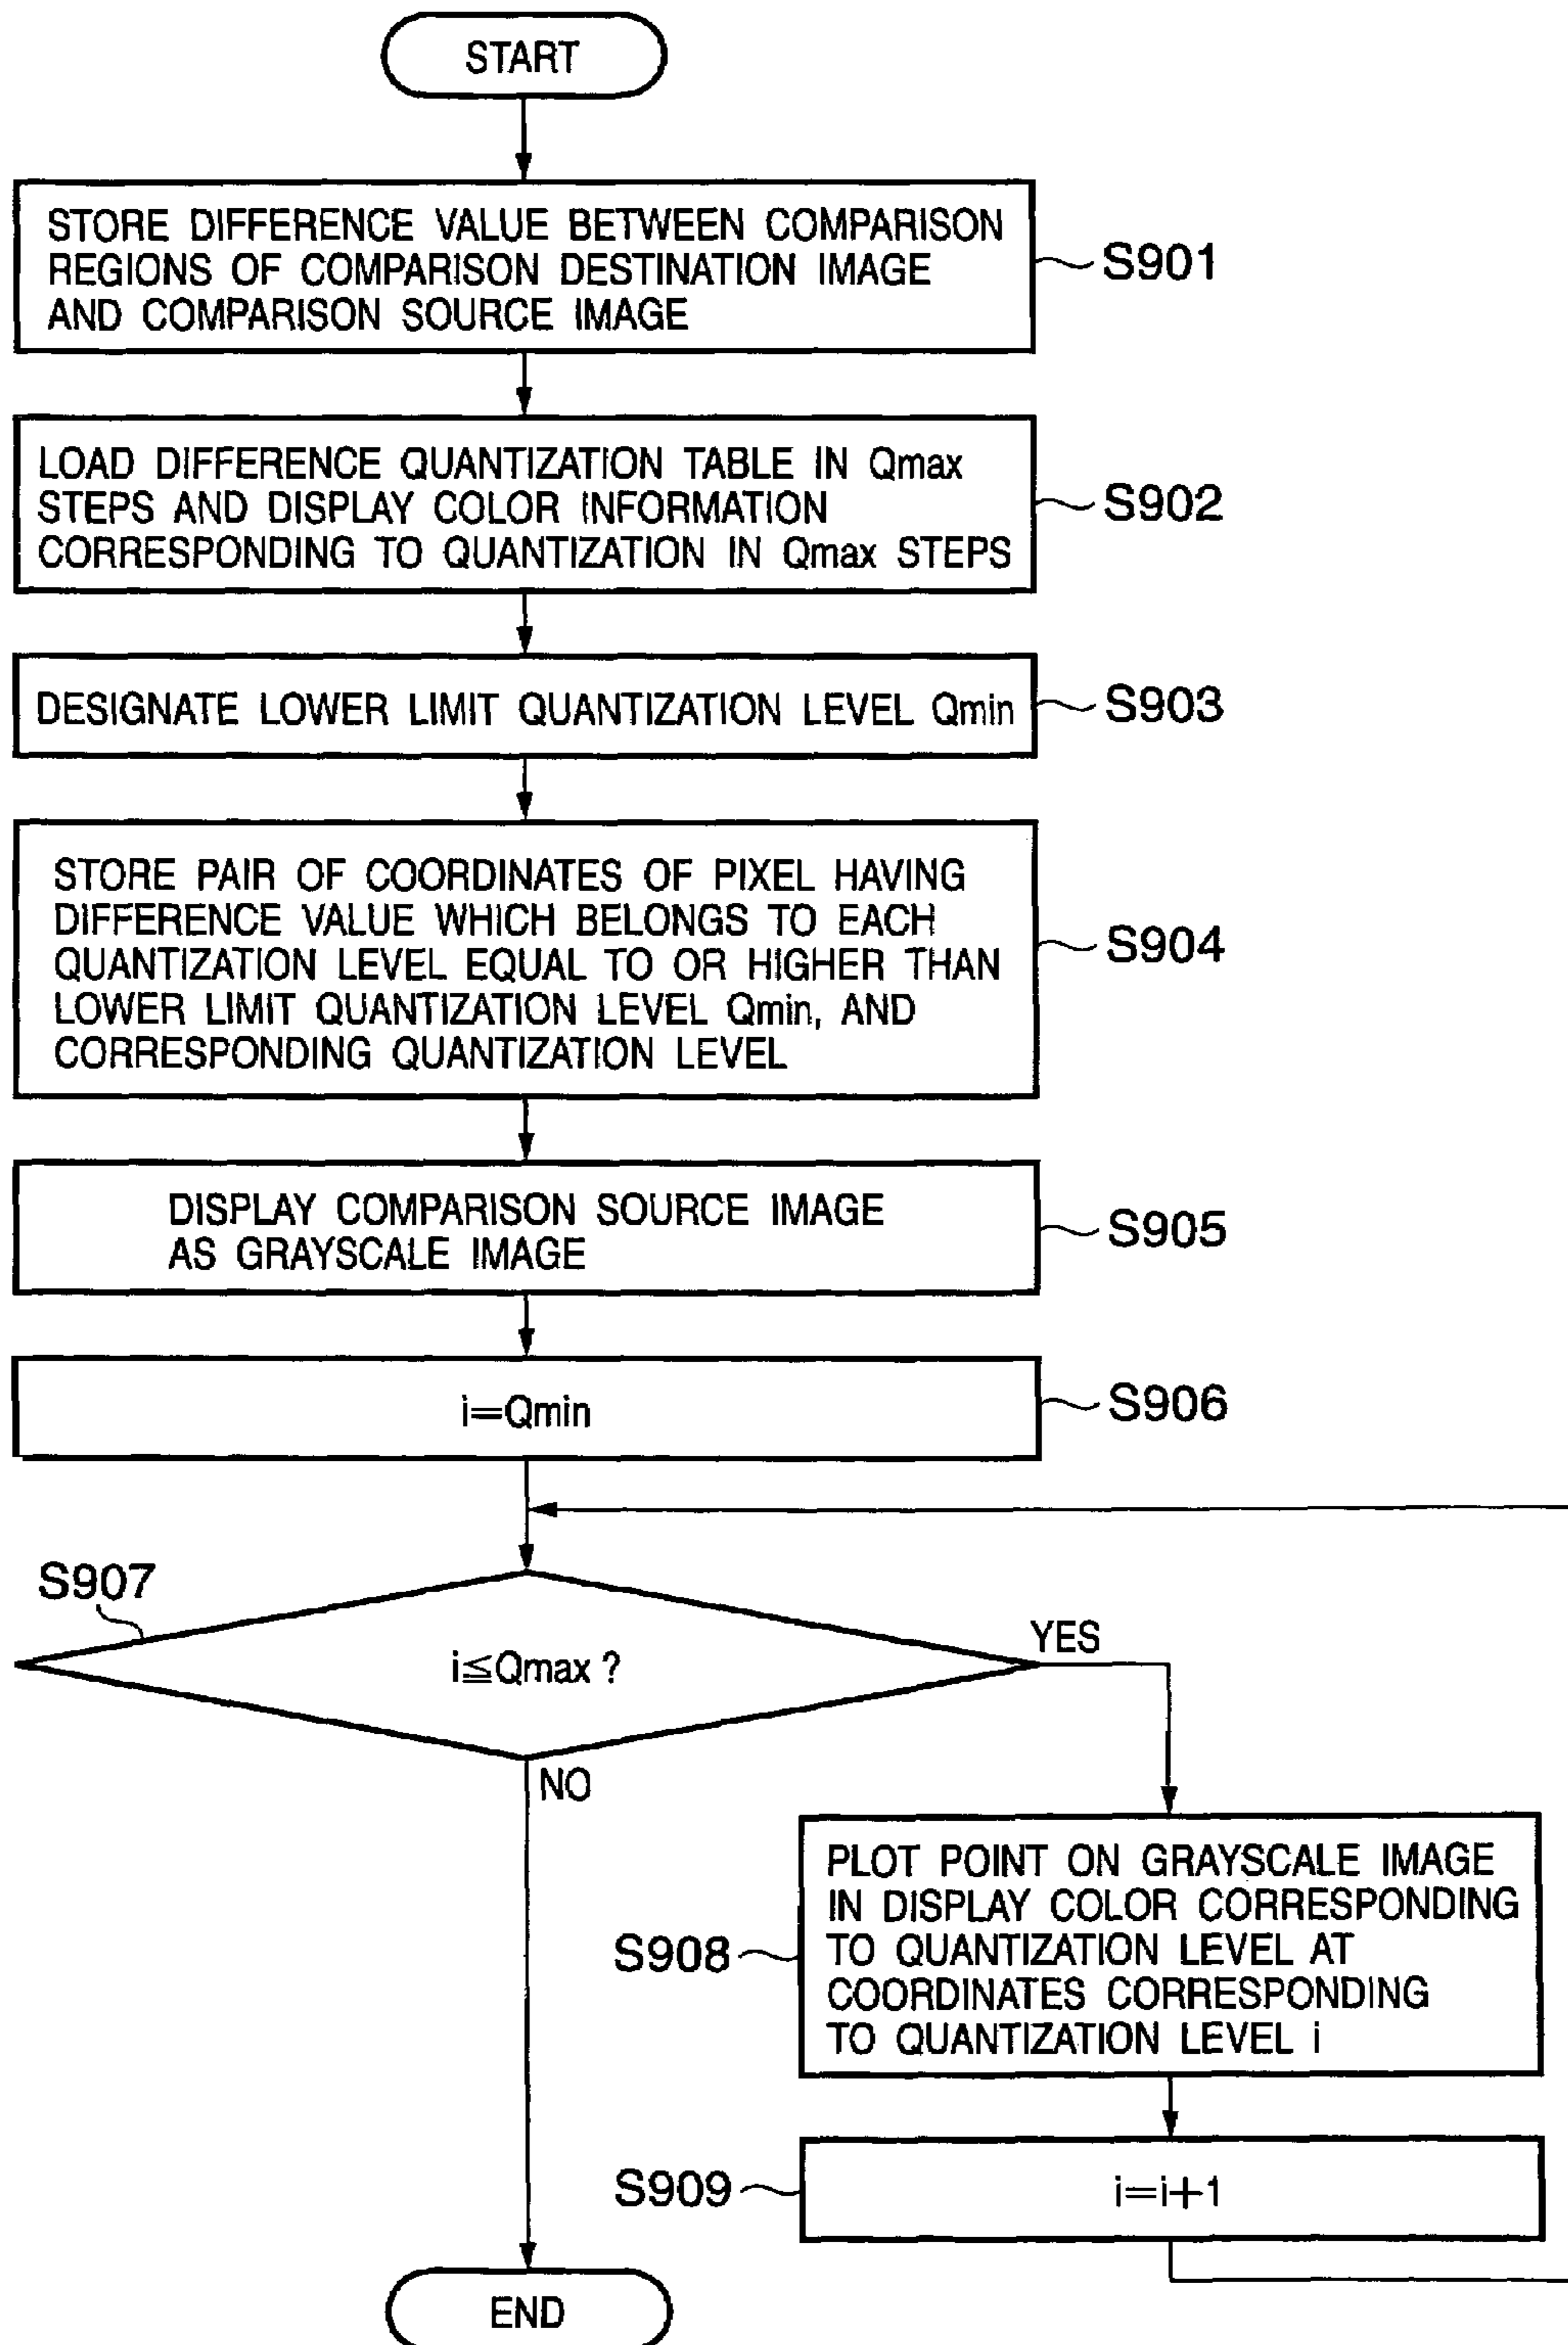 START
STORE DIFFERENCE VALUE BETWEEN COMPARISON
REGIONS OF COMPARISON DESTINATION IMAGE
AND COMPARISON SOURCE IMAGE
S901
LOAD DIFFERENCE QUANTIZATION TABLE IN Qmax
STEPS AND DISPLAY COLOR INFORMATION
CORRESPONDING TO QUANTIZATION IN Qmax STEPS
S902
DESIGNATE LOWER LIMIT QUANTIZATION LEVEL Qmin
S903
STORE PAIR OF COORDINATES OF PIXEL HAVING
DIFFERENCE VALUE WHICH BELONGS TO EACH
QUANTIZATION LEVEL EQUAL TO OR HIGHER THAN
LOWER LIMIT QUANTIZATION LEVEL Qmin, AND
CORRESPONDING QUANTIZATION LEVEL
S904
DISPLAY COMPARISON SOURCE IMAGE
AS GRAYSCALE IMAGE
S905
i=Qmin
S906
S907
i≦Qmax ?
YES
NO
PLOT POINT ON GRAYSCALE IMAGE
IN DISPLAY COLOR CORRESPONDING
TO QUANTIZATION LEVEL AT
COORDINATES CORRESPONDING
TO QUANTIZATION LEVEL i
S908
i=i+1
S909
END